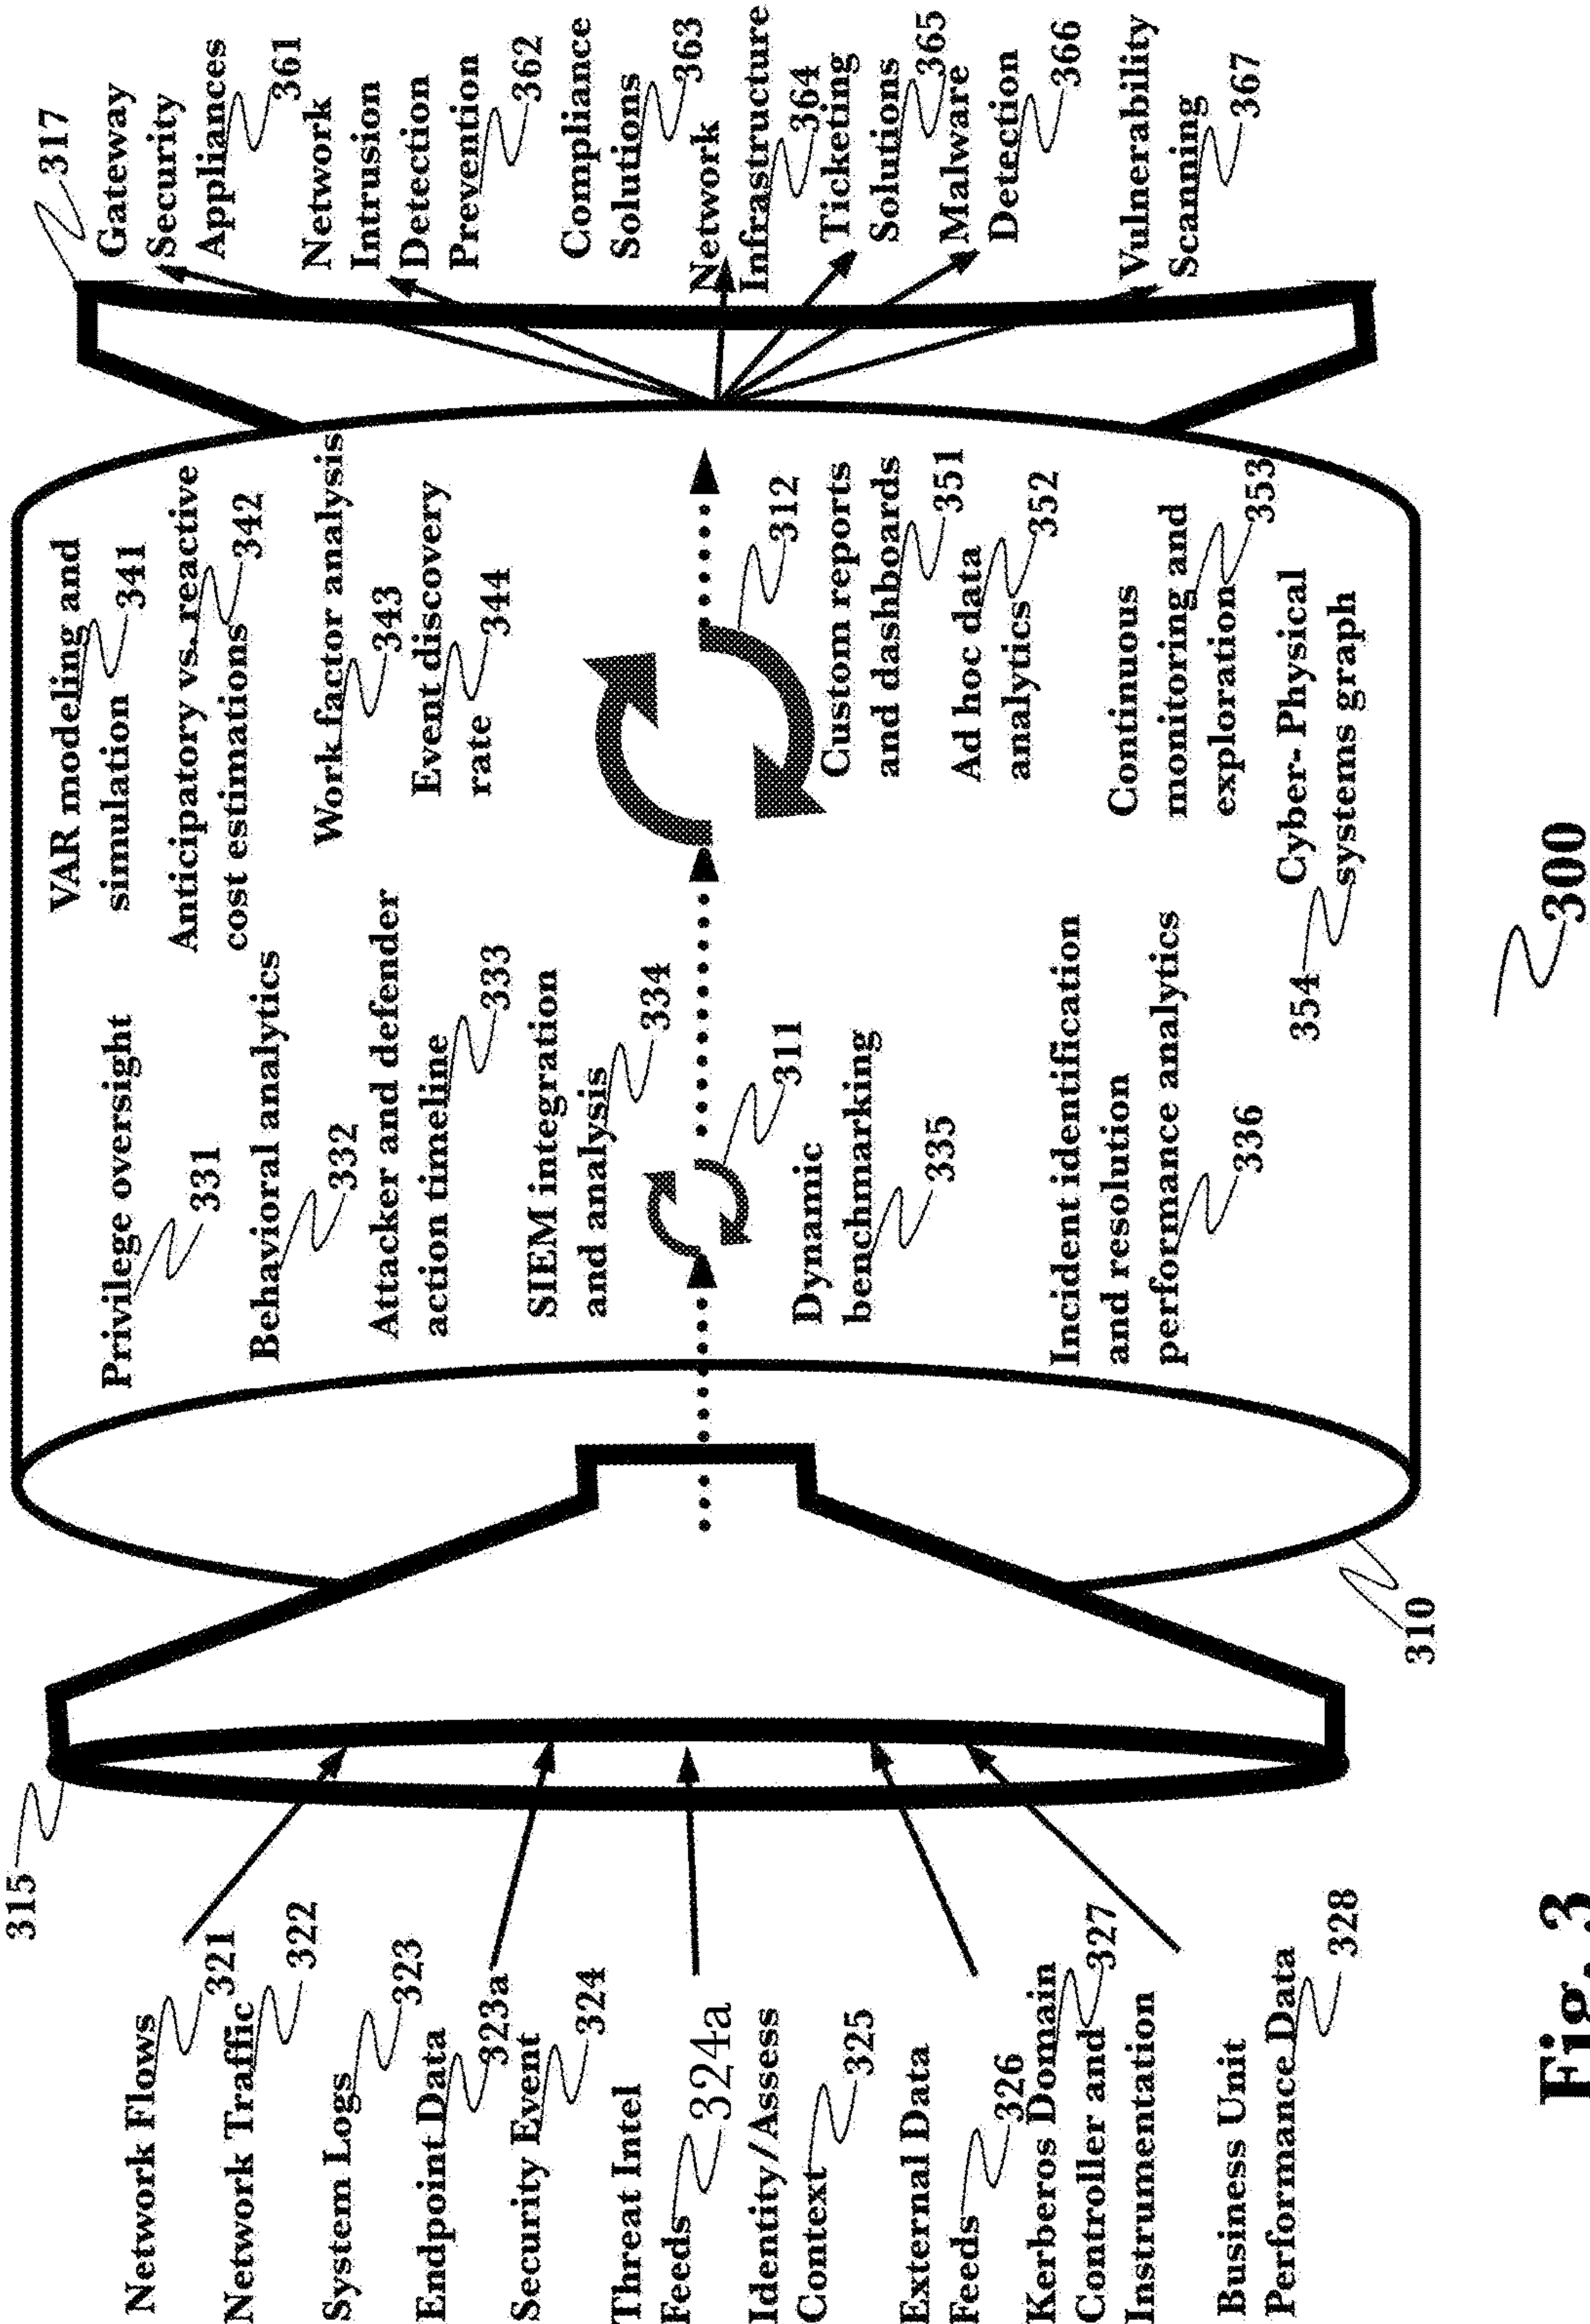 315
Network Flows
321
Network Traffic
322
System Logs
323
Endpoint Data
323a
Security Event
324
Threat Intel
Feeds
324a
Identity/Assess
Context
325
External Data
Feeds
326
Kerberos Domain
Controller and
327
Instrumentation
Business Unit
Performance Data
328
310
Privilege oversight
331
Behavioral analytics
332
Attacker and defender
action timeline
333
SIEM integration
and analysis
334
311
Dynamic
benchmarking
335
Incident identification
and resolution
performance analytics
336
VAR modeling and
simulation
341
Anticipatory vs. reactive
cost estimations
342
Work factor analysis
343
Event discovery
rate
344
312
Custom reports
and dashboards
351
Ad hoc data
analytics
352
Continuous
monitoring and
exploration
353
Cyber- Physical
systems graph
354
317
Gateway
Security
Appliances
361
Network
Intrusion
Detection
Prevention
362
Compliance
Solutions
363
Network
Infrastructure
364
Ticketing
Solutions
365
Malware
Detection
366
Vulnerability
Scanning
367
300
Fig. 3